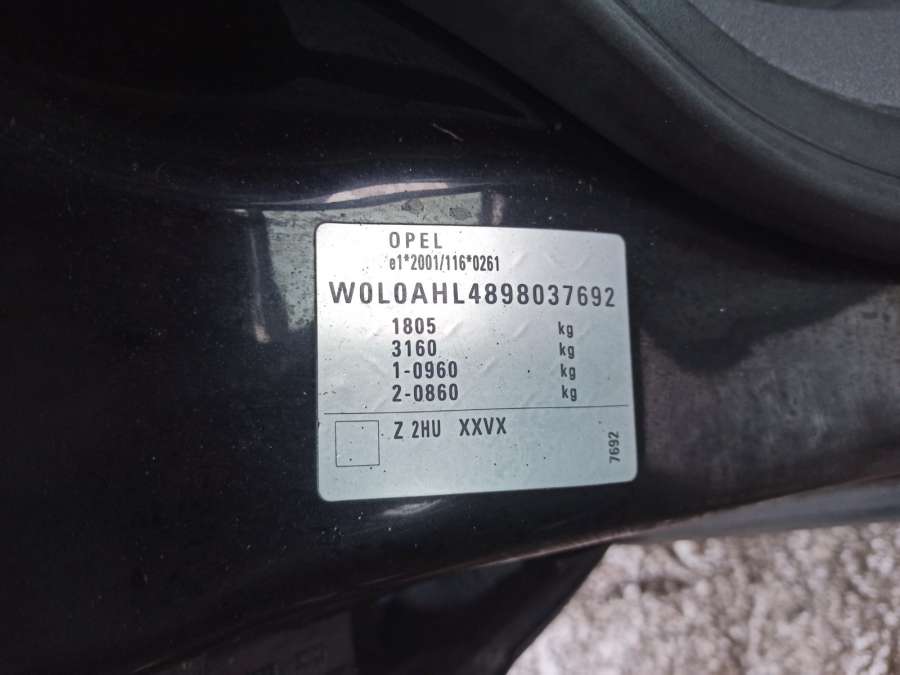 OPEL
e1*2001/116*0261
W0L0AHL4898037692
1805 kg
3160 kg
1-0960 kg
2-0860 kg
Z 2HU XXVX
7692